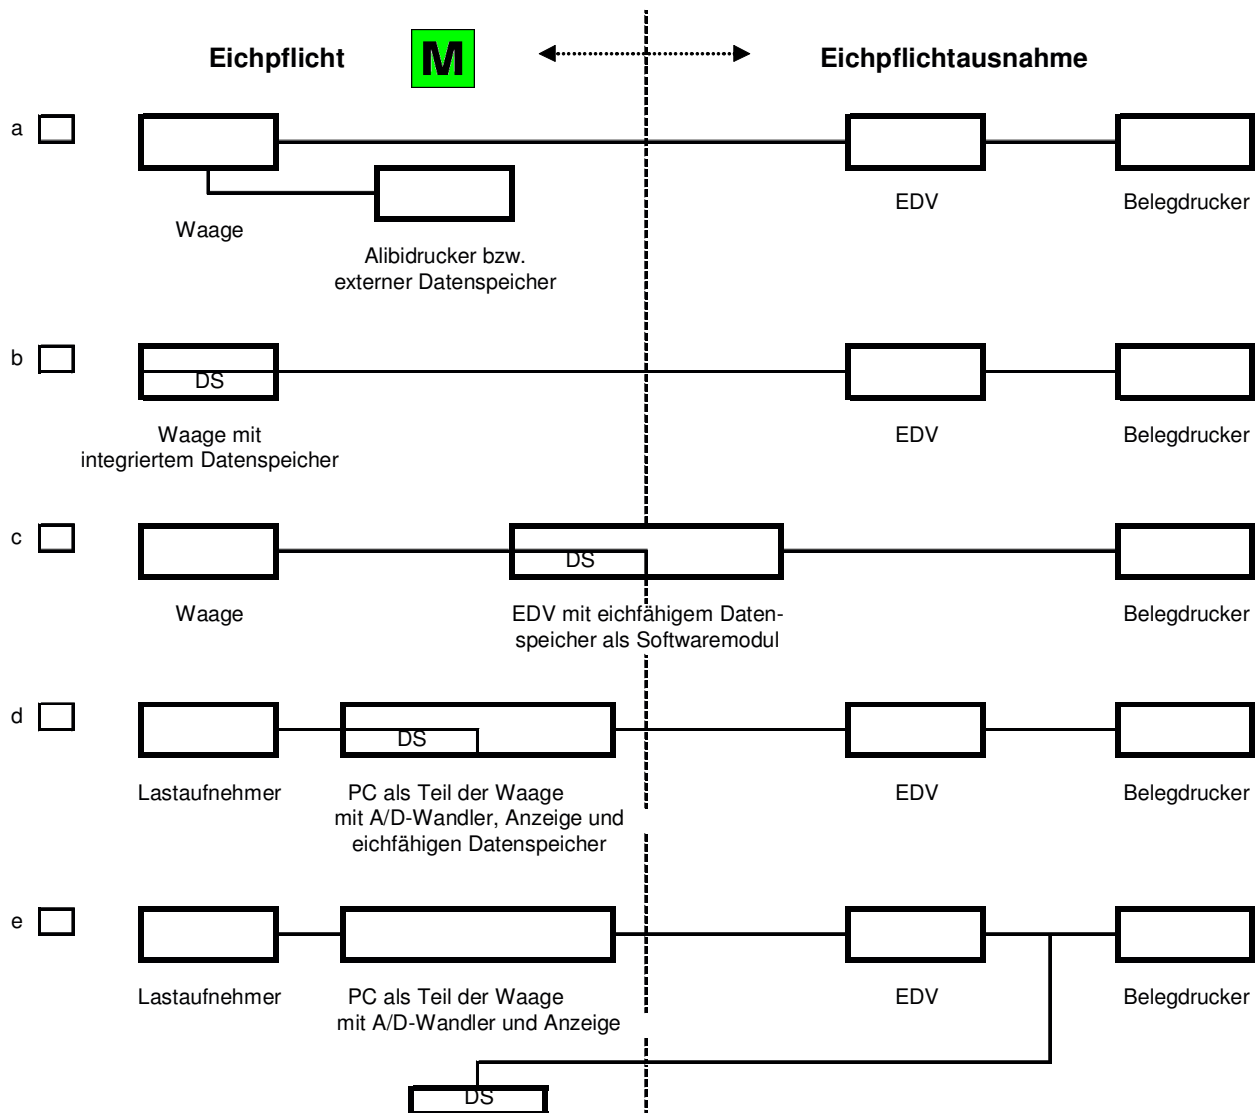 Eichpflicht M Eichpflichtausnahme
a
Waage
EDV
Belegdrucker
Alibidrucker bzw.
externer Datenspeicher
b
DS
Waage mit
integriertem Datenspeicher
EDV
Belegdrucker
c
DS
Waage
EDV mit eichfähigem Daten-
speicher als Softwaremodul
Belegdrucker
d
DS
Lastaufnehmer
PC als Teil der Waage
mit A/D-Wandler, Anzeige und
eichfähigen Datenspeicher
EDV
Belegdrucker
e
Lastaufnehmer
PC als Teil der Waage
mit A/D-Wandler und Anzeige
EDV
Belegdrucker
DS